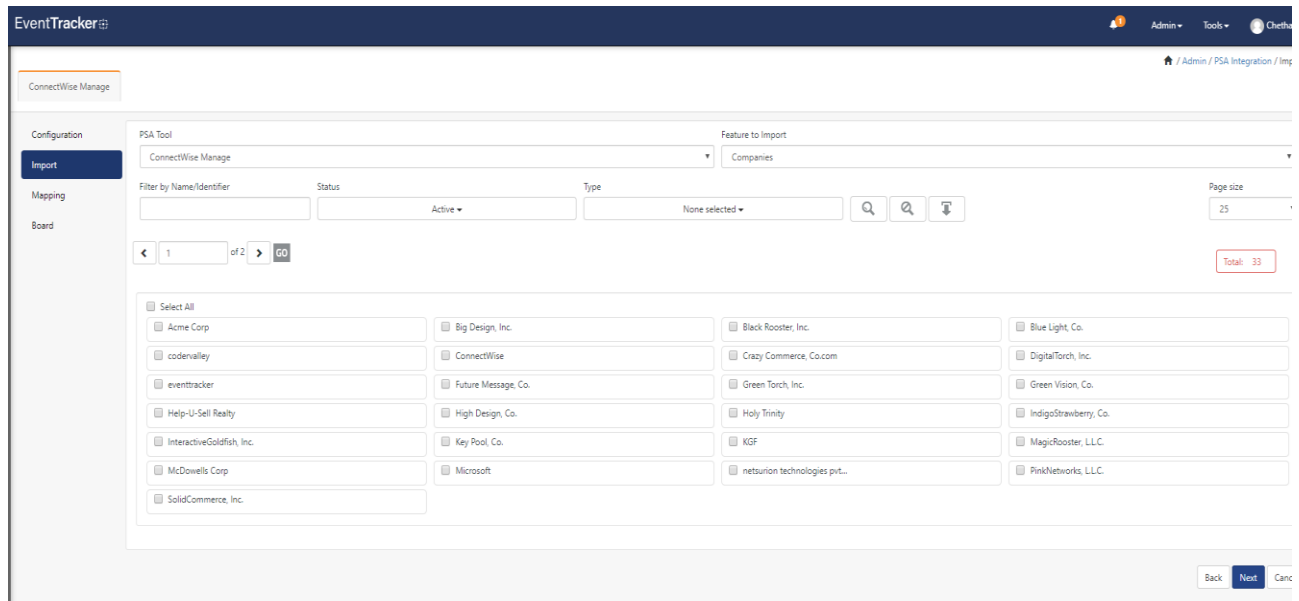 EventTracker
1
Admin
Tools
Chetha
/ Admin / PSA Integration / Imp
ConnectWise Manage
Configuration
Import
Mapping
Board
PSA Tool
Feature to Import
ConnectWise Manage
Companies
Filter by Name/Identifier
Status
Type
Page size
Active
None selected
25
1
of 2
GO
Total: 33
Select All
Acme Corp
Big Design, Inc.
Black Rooster, Inc.
Blue Light, Co.
codervalley
ConnectWise
Crazy Commerce, Co.com
DigitalTorch, Inc.
eventtracker
Future Message, Co.
Green Torch, Inc.
Green Vision, Co.
Help-U-Sell Realty
High Design, Co.
Holy Trinity
IndigoStrawberry, Co.
InteractiveGoldfish, Inc.
Key Pool, Co.
KGF
MagicRooster, L.L.C.
McDowells Corp
Microsoft
netsurion technologies pvt...
PinkNetworks, L.L.C.
SolidCommerce, Inc.
Back
Next
Canc